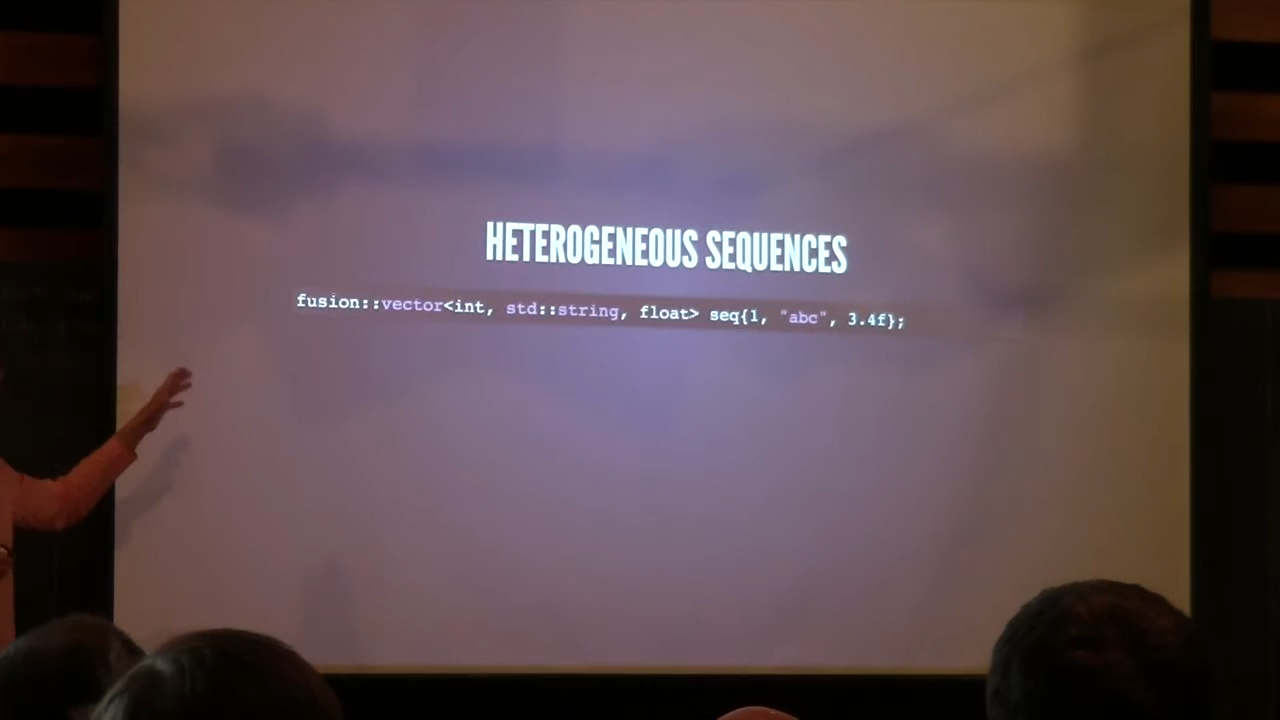 HETEROGENEOUS SEQUENCES
fusion::vector<int, std::string, float> seq{1, "abc", 3.4f};